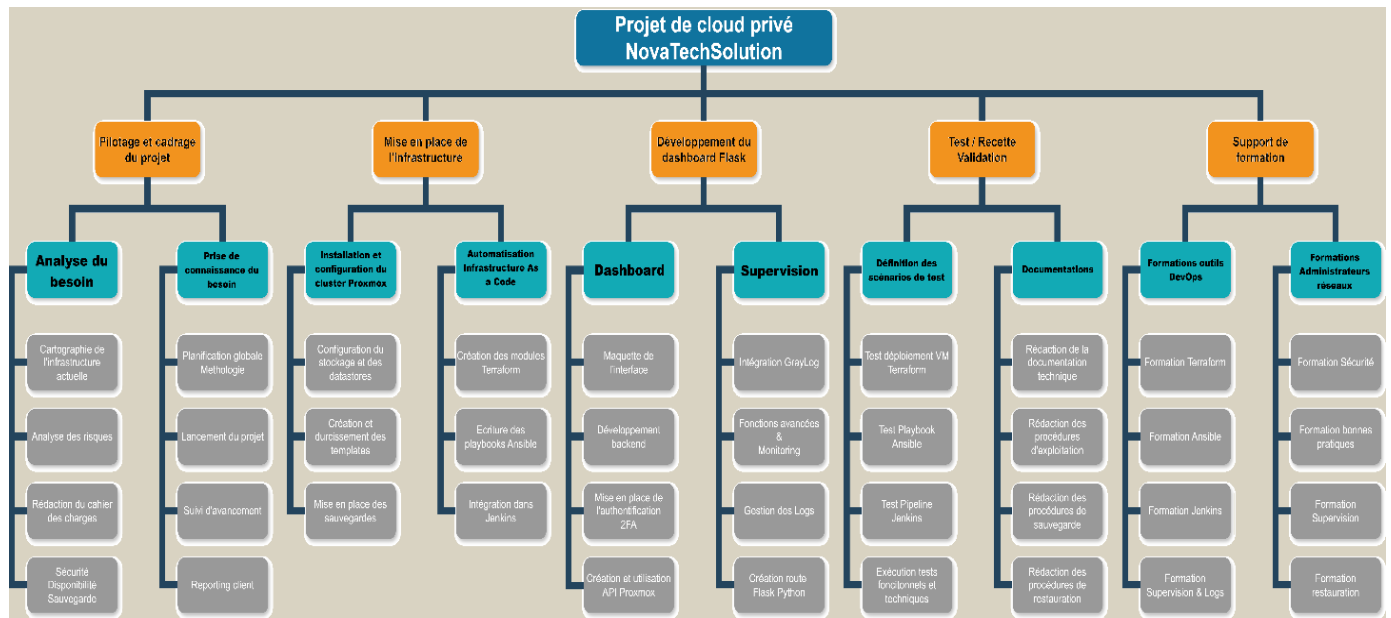 Projet de cloud privé
NovaTechSolution
Pilotage et cadrage
du projet
Mise en place de
l'infrastructure
Développement du
dashboard Flask
Test / Recette
Validation
Support de
formation
Analyse du
besoin
Prise de
connaissance du
besoin
Installation et
configuration du
cluster Proxmox
Automatisation
Infrastructure As
a Code
Dashboard
Supervision
Définition des
scénarios de test
Documentations
Formations outils
DevOps
Formations
Administrateurs
réseaux
Cartographie de
l'infrastructure
actuelle
Planification globale
Methologie
Configuration du
stockage et des
datastores
Création des modules
Terraform
Maquette de
l'interface
Intégration GrayLog
Test déploiement VM
Terraform
Rédaction de la
documentation
technique
Formation Terraform
Formation Sécurité
Analyse des risques
Lancement du projet
Création et
durcissement des
templates
Ecriture des
playbooks Ansible
Développement
backend
Fonctions avancées
&
Monitoring
Test Playbook
Ansible
Rédaction des
procédures
d'exploitation
Formation Ansible
Formation bonnes
pratiques
Rédaction du cahier
des charges
Suivi d'avancement
Mise en place des
sauvegardes
Intégration dans
Jenkins
Mise en place de
l'authentification
2FA
Gestion des Logs
Test Pipeline
Jenkins
Rédaction des
procédures de
sauvegarde
Formation Jenkins
Formation
Supervision
Sécurité
Disponibilité
Sauvegarde
Reporting client
Création et utilisation
API Proxmox
Création route
Flask Python
Exécution tests
foncitonnels et
techniques
Rédaction des
procédures de
restauration
Formation
Supervision & Logs
Formation
restauration